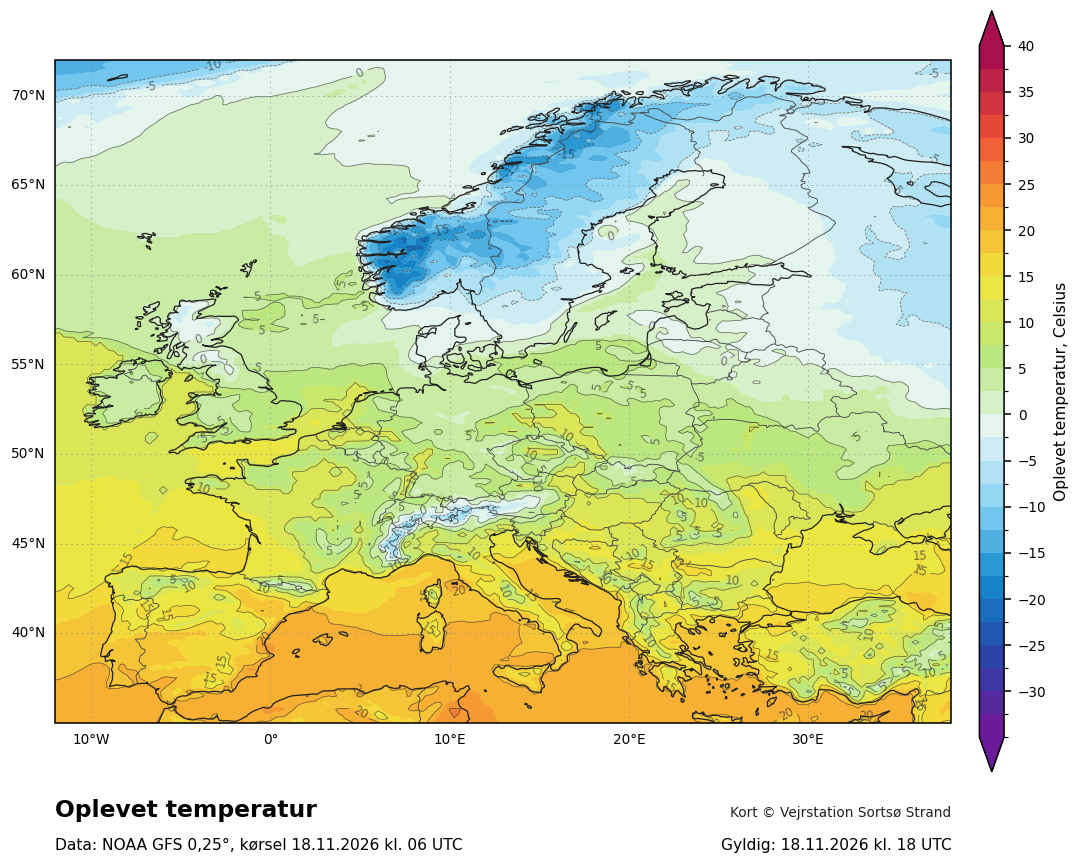 70°N
65°N
60°N
55°N
50°N
45°N
40°N
10°W
0°
10°E
20°E
30°E
40
35
30
25
20
15
10
5
0
−5
−10
−15
−20
−25
−30
Oplevet temperatur, Celsius
Oplevet temperatur
Kort © Vejrstation Sortsø Strand
Data: NOAA GFS 0,25°, kørsel 18.11.2026 kl. 06 UTC
Gyldig: 18.11.2026 kl. 18 UTC